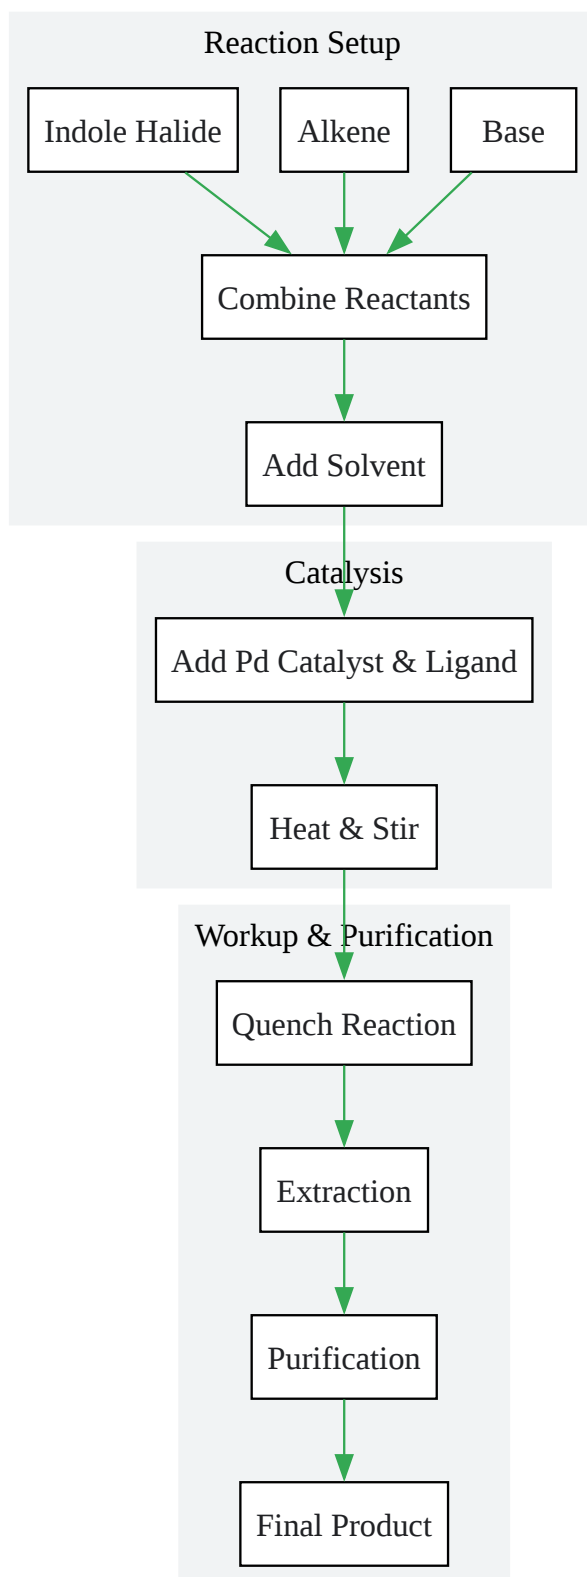 Reaction Setup
Indole Halide
Alkene
Base
Combine Reactants
Add Solvent
Catalysis
Add Pd Catalyst & Ligand
Heat & Stir
Workup & Purification
Quench Reaction
Extraction
Purification
Final Product